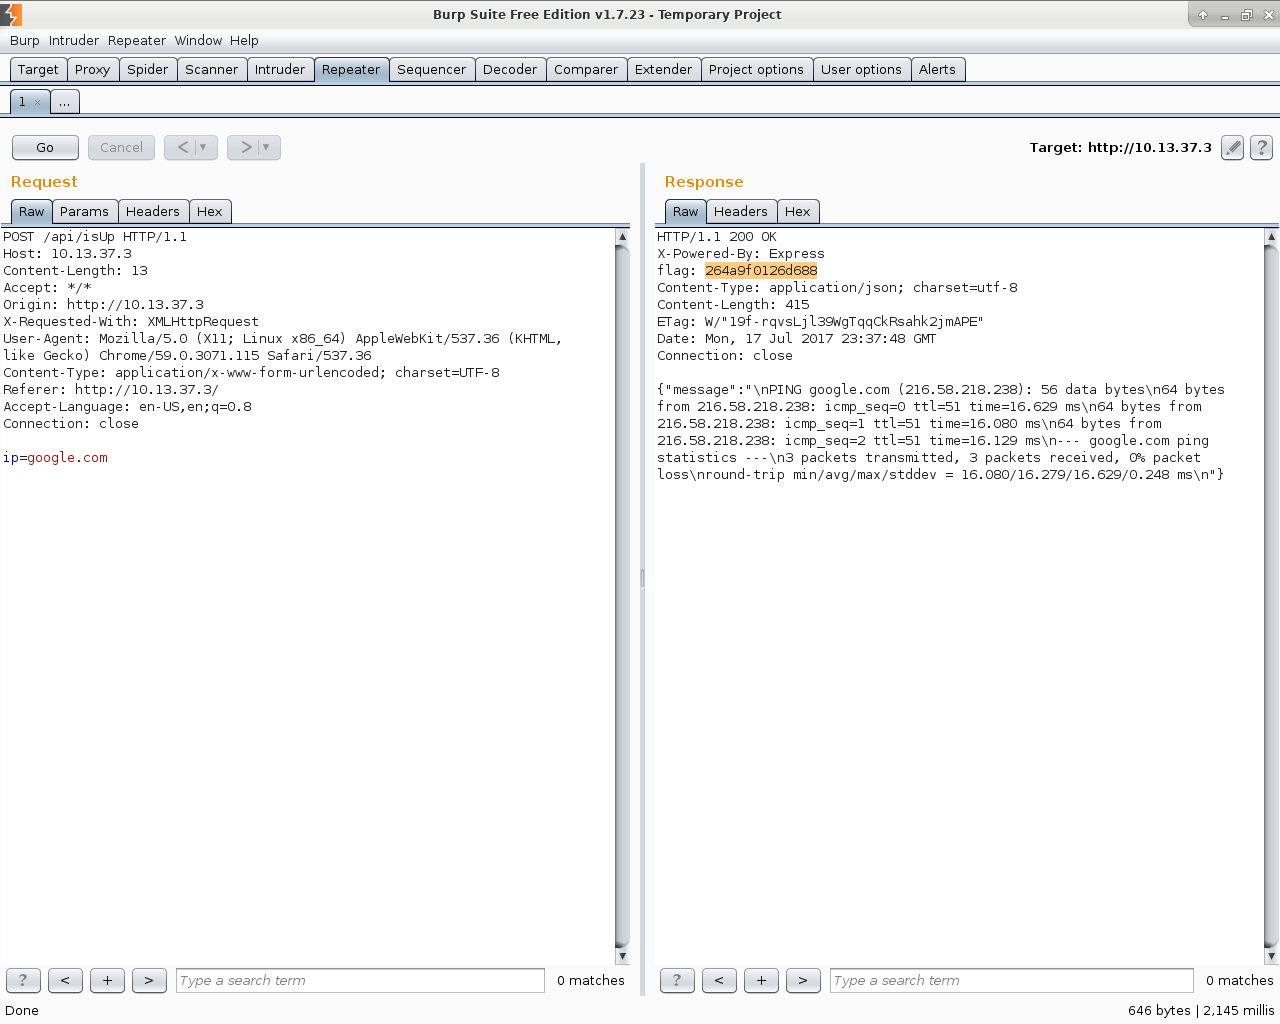 Burp Suite Free Edition v1.7.23 - Temporary Project
Burp Intruder Repeater Window Help
Target Proxy Spider Scanner Intruder Repeater Sequencer Decoder Comparer Extender Project options User options Alerts
1 × ...
Go Cancel < > Target: http://10.13.37.3 ?
Request
Raw Params Headers Hex
POST /api/isUp HTTP/1.1
Host: 10.13.37.3
Content-Length: 13
Accept: */*
Origin: http://10.13.37.3
X-Requested-With: XMLHttpRequest
User-Agent: Mozilla/5.0 (X11; Linux x86_64) AppleWebKit/537.36 (KHTML,
like Gecko) Chrome/59.0.3071.115 Safari/537.36
Content-Type: application/x-www-form-urlencoded; charset=UTF-8
Referer: http://10.13.37.3/
Accept-Language: en-US,en;q=0.8
Connection: close
ip=google.com
? < + > Type a search term 0 matches
Response
Raw Headers Hex
HTTP/1.1 200 OK
X-Powered-By: Express
flag: 264a9f0126d688
Content-Type: application/json; charset=utf-8
Content-Length: 415
ETag: W/"19f-rqvsLjl39WgTqqCkRsahk2jmAPE"
Date: Mon, 17 Jul 2017 23:37:48 GMT
Connection: close
{"message":"\nPING google.com (216.58.218.238): 56 data bytes\n64 bytes
from 216.58.218.238: icmp_seq=0 ttl=51 time=16.629 ms\n64 bytes from
216.58.218.238: icmp_seq=1 ttl=51 time=16.080 ms\n64 bytes from
216.58.218.238: icmp_seq=2 ttl=51 time=16.129 ms\n--- google.com ping
statistics ---\n3 packets transmitted, 3 packets received, 0% packet
loss\nround-trip min/avg/max/stddev = 16.080/16.279/16.629/0.248 ms\n"}
? < + > Type a search term 0 matches
Done 646 bytes | 2,145 millis